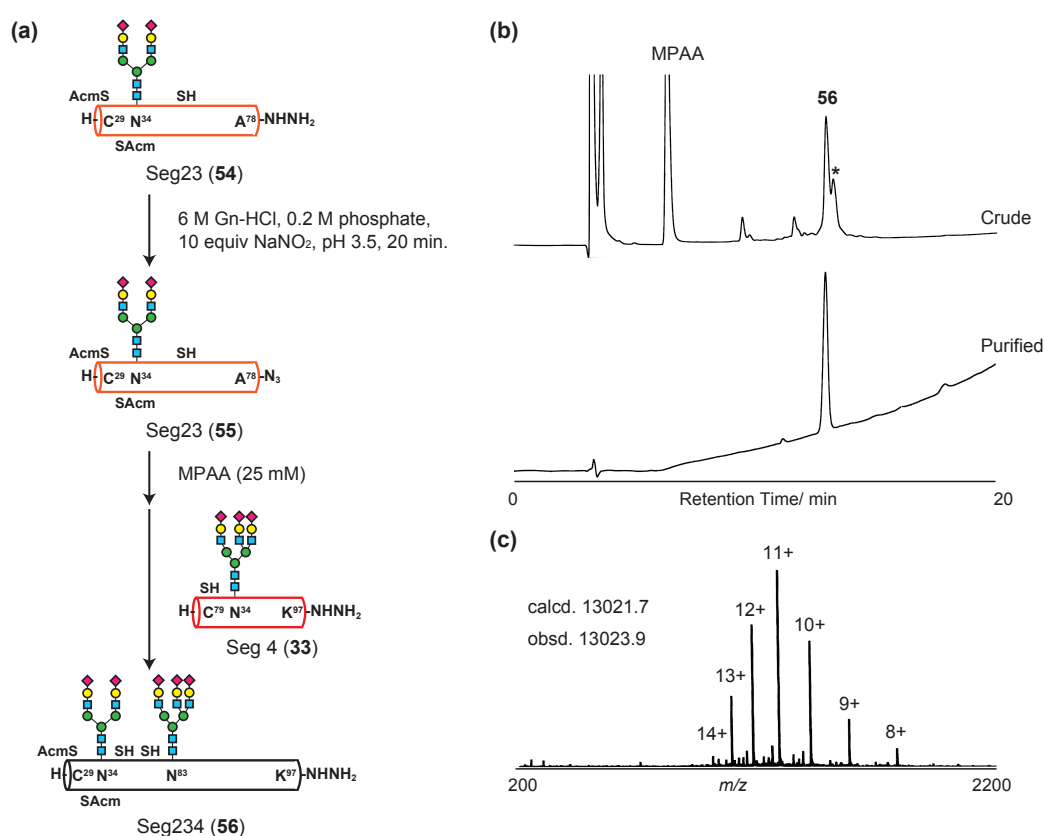 (a)
AcmS
SH
H-
C²⁹ N³⁴
A⁷⁸
-NHNH₂
SAcm
Seg23 (54)
6 M Gn-HCl, 0.2 M phosphate,
10 equiv NaNO₂, pH 3.5, 20 min.
AcmS
SH
H-
C²⁹ N³⁴
A⁷⁸
-N₃
SAcm
Seg23 (55)
MPAA (25 mM)
SH
H-
C⁷⁹ N³⁴
K⁹⁷
-NHNH₂
Seg 4 (33)
AcmS
SH SH
H-
C²⁹ N³⁴
N⁸³
K⁹⁷
-NHNH₂
SAcm
Seg234 (56)
(b)
MPAA
56
*
Crude
Purified
0
Retention Time/ min
20
(c)
calcd. 13021.7
obsd. 13023.9
14+
13+
12+
11+
10+
9+
8+
200
m/z
2200